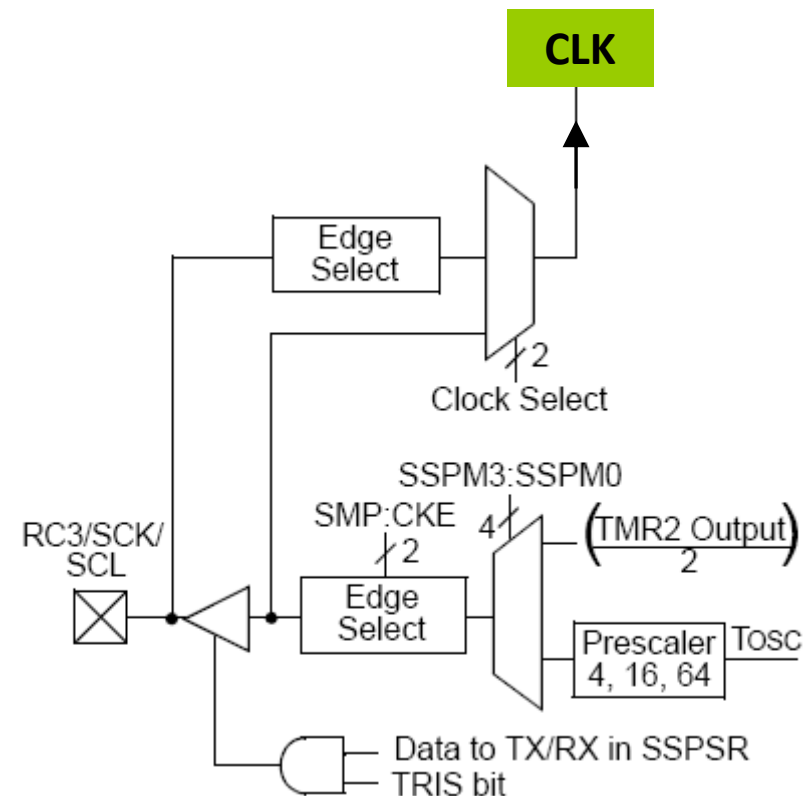 CLK
Edge
Select
2
Clock Select
SSPM3:SSPM0
SMP:CKE
4
(TMR2 Output)
2
RC3/SCK/
SCL
2
Edge
Select
Prescaler
4, 16, 64
TOSC
Data to TX/RX in SSPSR
TRIS bit